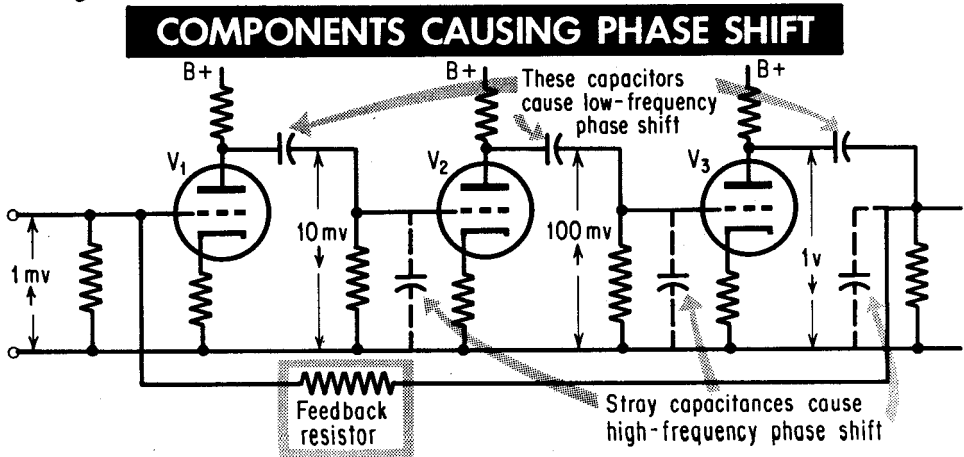 COMPONENTS CAUSING PHASE SHIFT
B+
B+
B+
These capacitors
cause low-frequency
phase shift
V1
V2
V3
1 mv
10 mv
100 mv
1v
Feedback
resistor
Stray capacitances cause
high-frequency phase shift